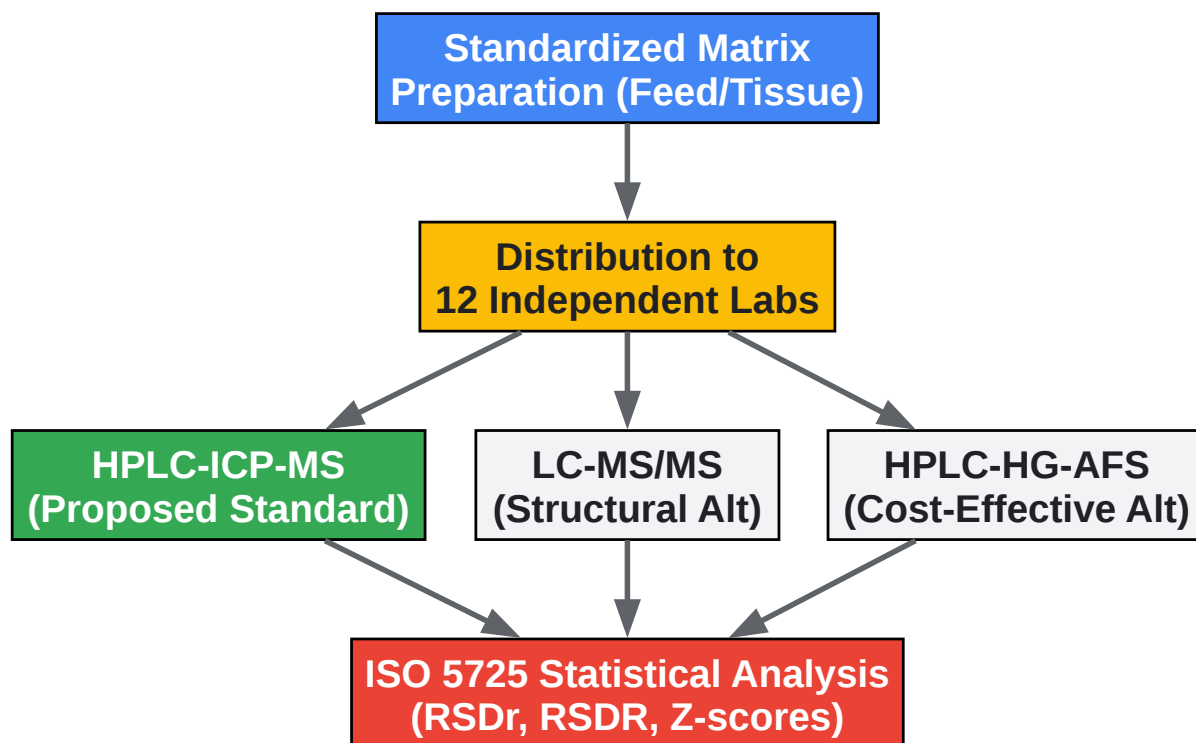 Standardized Matrix
Preparation (Feed/Tissue)
Distribution to
12 Independent Labs
HPLC-ICP-MS
(Proposed Standard)
LC-MS/MS
(Structural Alt)
HPLC-HG-AFS
(Cost-Effective Alt)
ISO 5725 Statistical Analysis
(RSDr, RSDR, Z-scores)